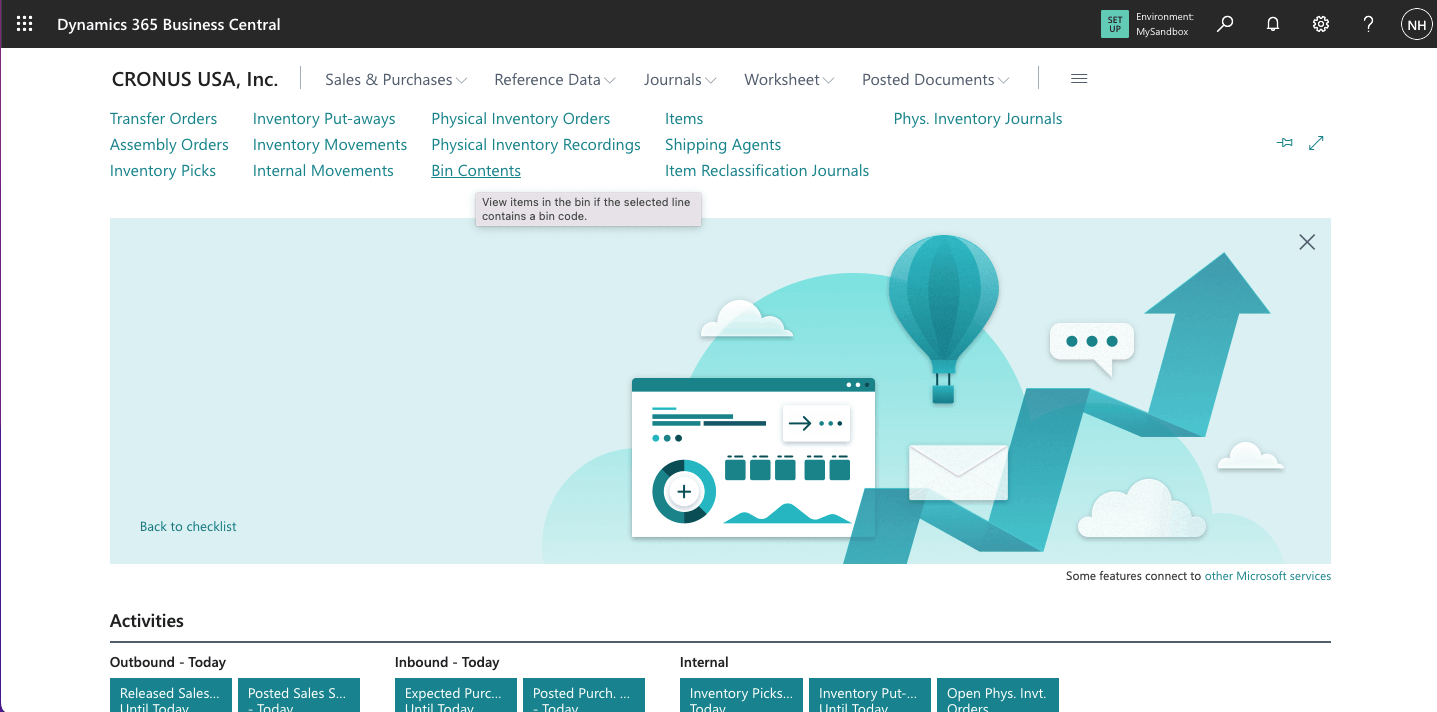 Dynamics 365 Business Central
SET UP
Environment:
MySandbox
?
NH
CRONUS USA, Inc.
Sales & Purchases
Reference Data
Journals
Worksheet
Posted Documents
Transfer Orders
Inventory Put-aways
Physical Inventory Orders
Items
Phys. Inventory Journals
Assembly Orders
Inventory Movements
Physical Inventory Recordings
Shipping Agents
Inventory Picks
Internal Movements
Bin Contents
Item Reclassification Journals
View items in the bin if the selected line
contains a bin code.
Back to checklist
Some features connect to other Microsoft services
Activities
Outbound - Today
Inbound - Today
Internal
Released Sales...
Until Today
Posted Sales S...
- Today
Expected Purc...
Until Today
Posted Purch. ...
- Today
Inventory Picks...
Today
Inventory Put-...
Until Today
Open Phys. Invt.
Orders